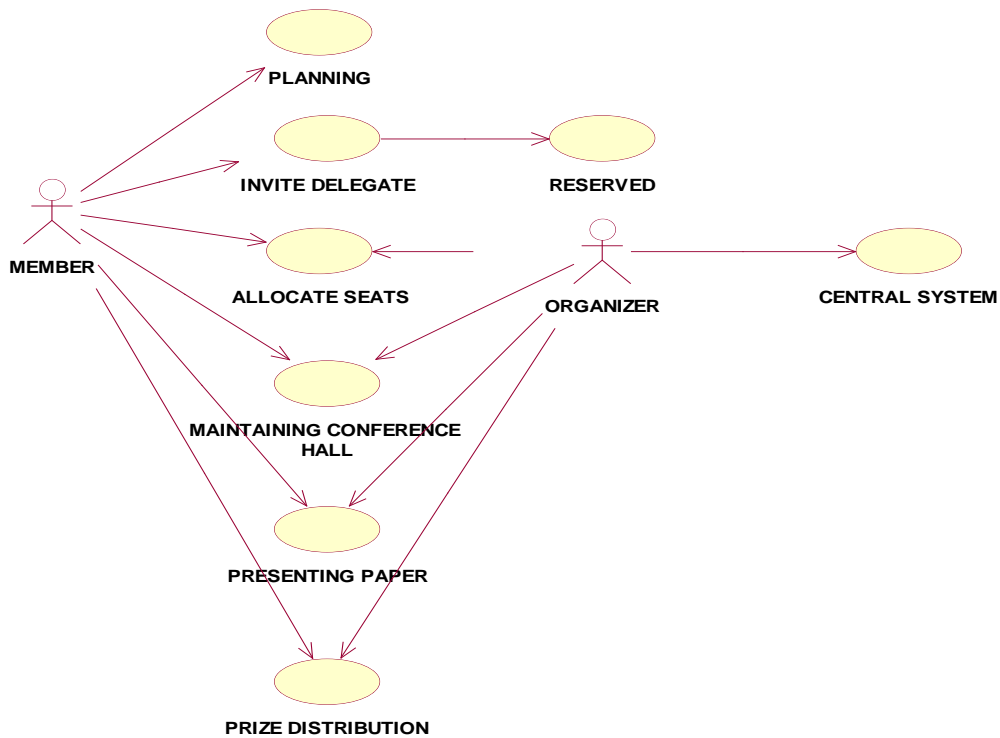 PLANNING
INVITE DELEGATE
RESERVED
MEMBER
ALLOCATE SEATS
ORGANIZER
CENTRAL SYSTEM
MAINTAINING CONFERENCE
HALL
PRESENTING PAPER
PRIZE DISTRIBUTION